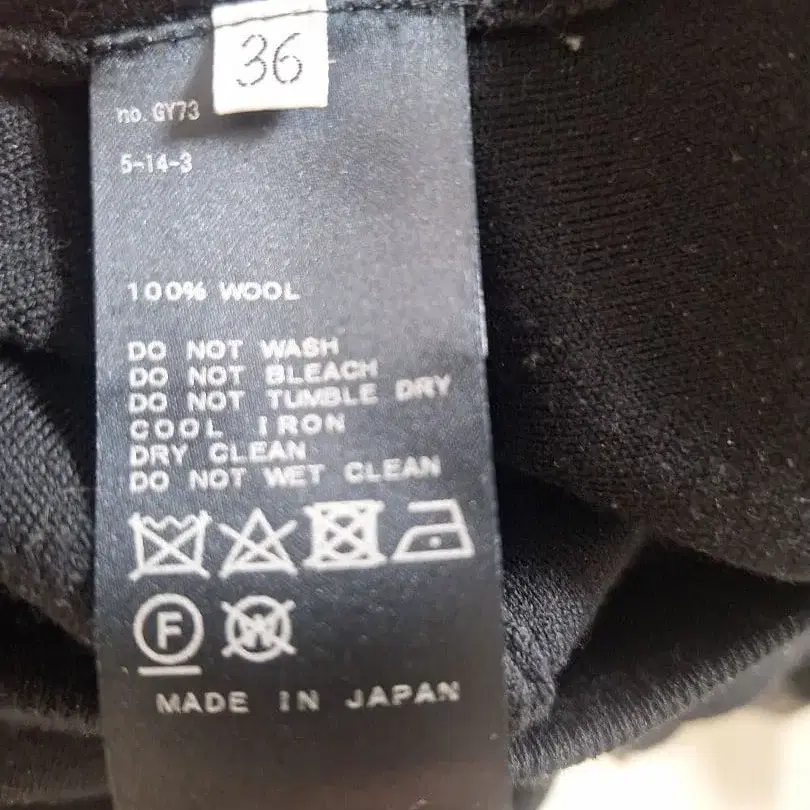 36
no. GY73
5-14-3
100% WOOL
DO NOT WASH
DO NOT BLEACH
DO NOT TUMBLE DRY
COOL IRON
DRY CLEAN
DO NOT WET CLEAN
F W
MADE IN JAPAN